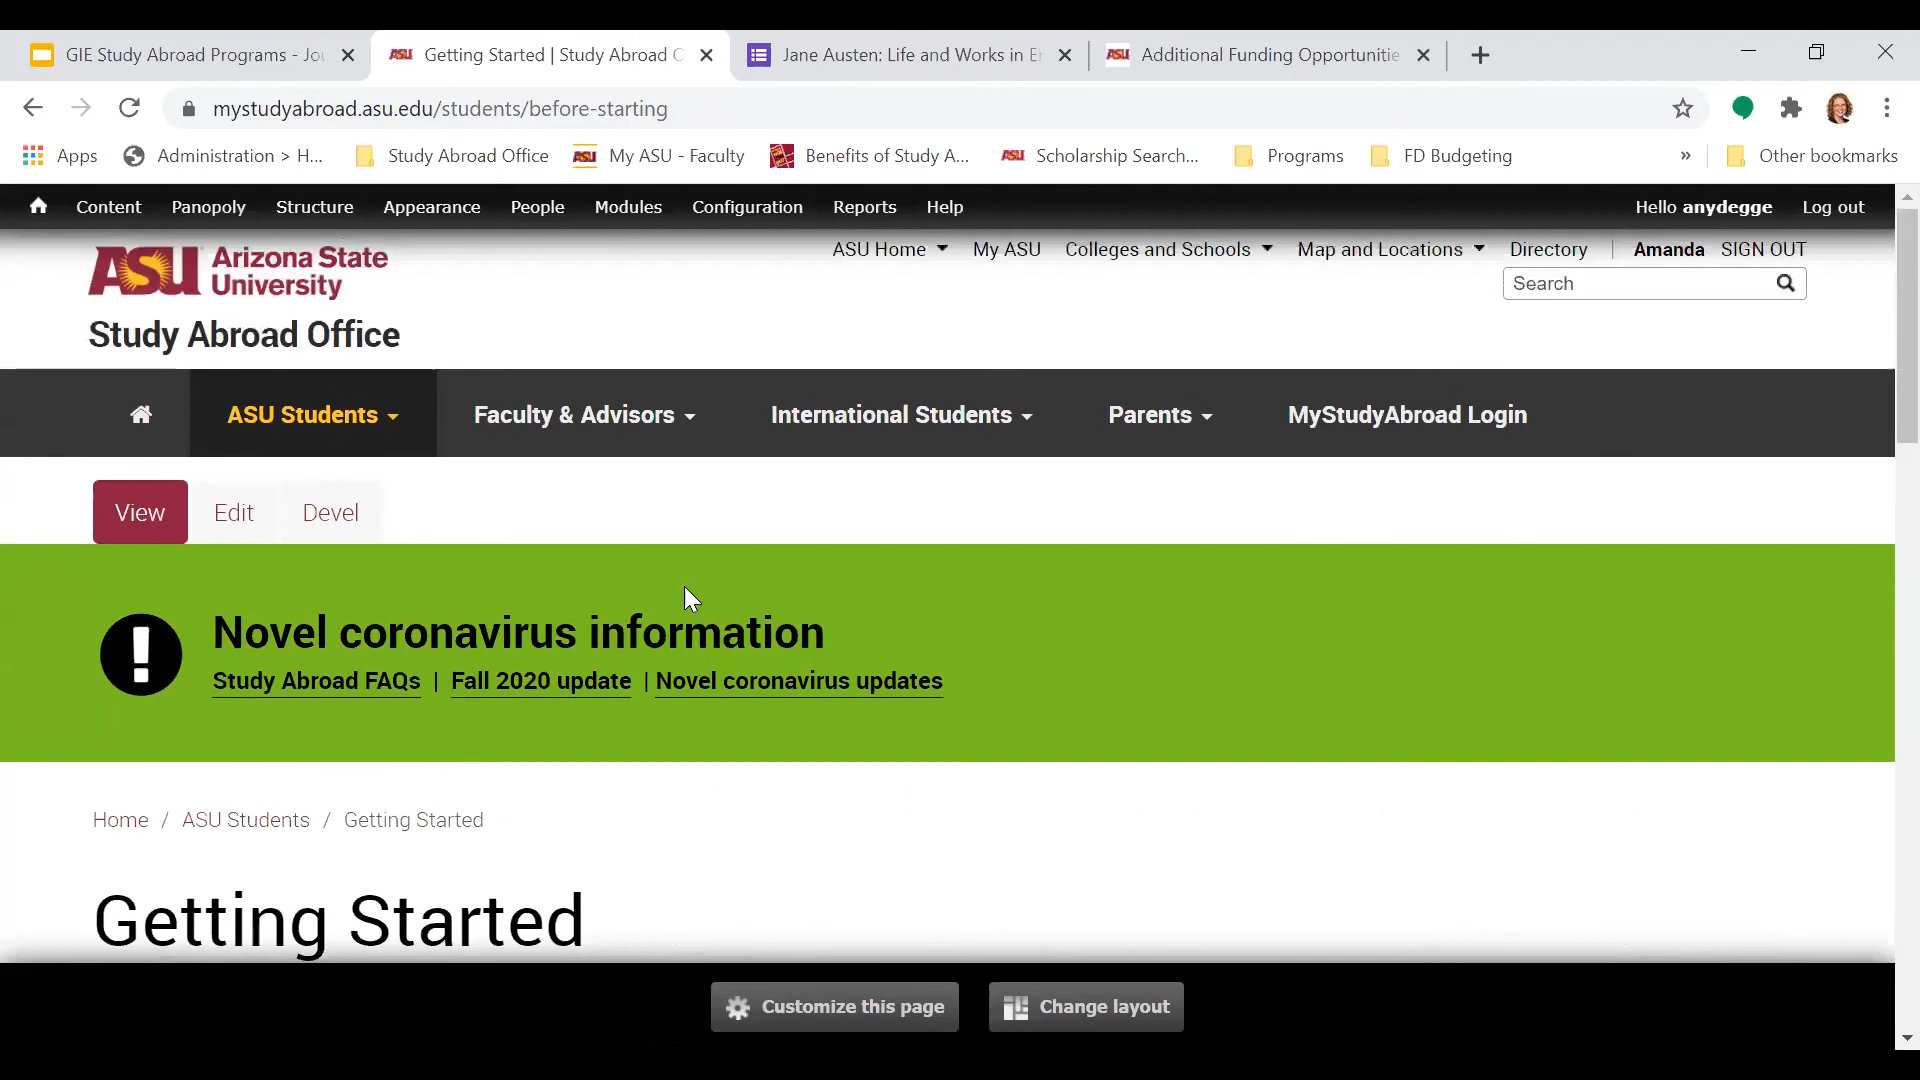 GIE Study Abroad Programs - Jou
Getting Started | Study Abroad O
Jane Austen: Life and Works in E
Additional Funding Opportunitie
mystudyabroad.asu.edu/students/before-starting
Apps
Administration > H...
Study Abroad Office
My ASU - Faculty
Benefits of Study A...
Scholarship Search...
Programs
FD Budgeting
»
Other bookmarks
Content Panopoly Structure Appearance People Modules Configuration Reports Help
Hello anydegge Log out
ASU Home My ASU Colleges and Schools Map and Locations Directory | Amanda SIGN OUT
ASU Arizona State
University
Search
Study Abroad Office
ASU Students Faculty & Advisors International Students Parents MyStudyAbroad Login
View Edit Devel
Novel coronavirus information
Study Abroad FAQs | Fall 2020 update | Novel coronavirus updates
Home / ASU Students / Getting Started
Getting Started
Customize this page Change layout